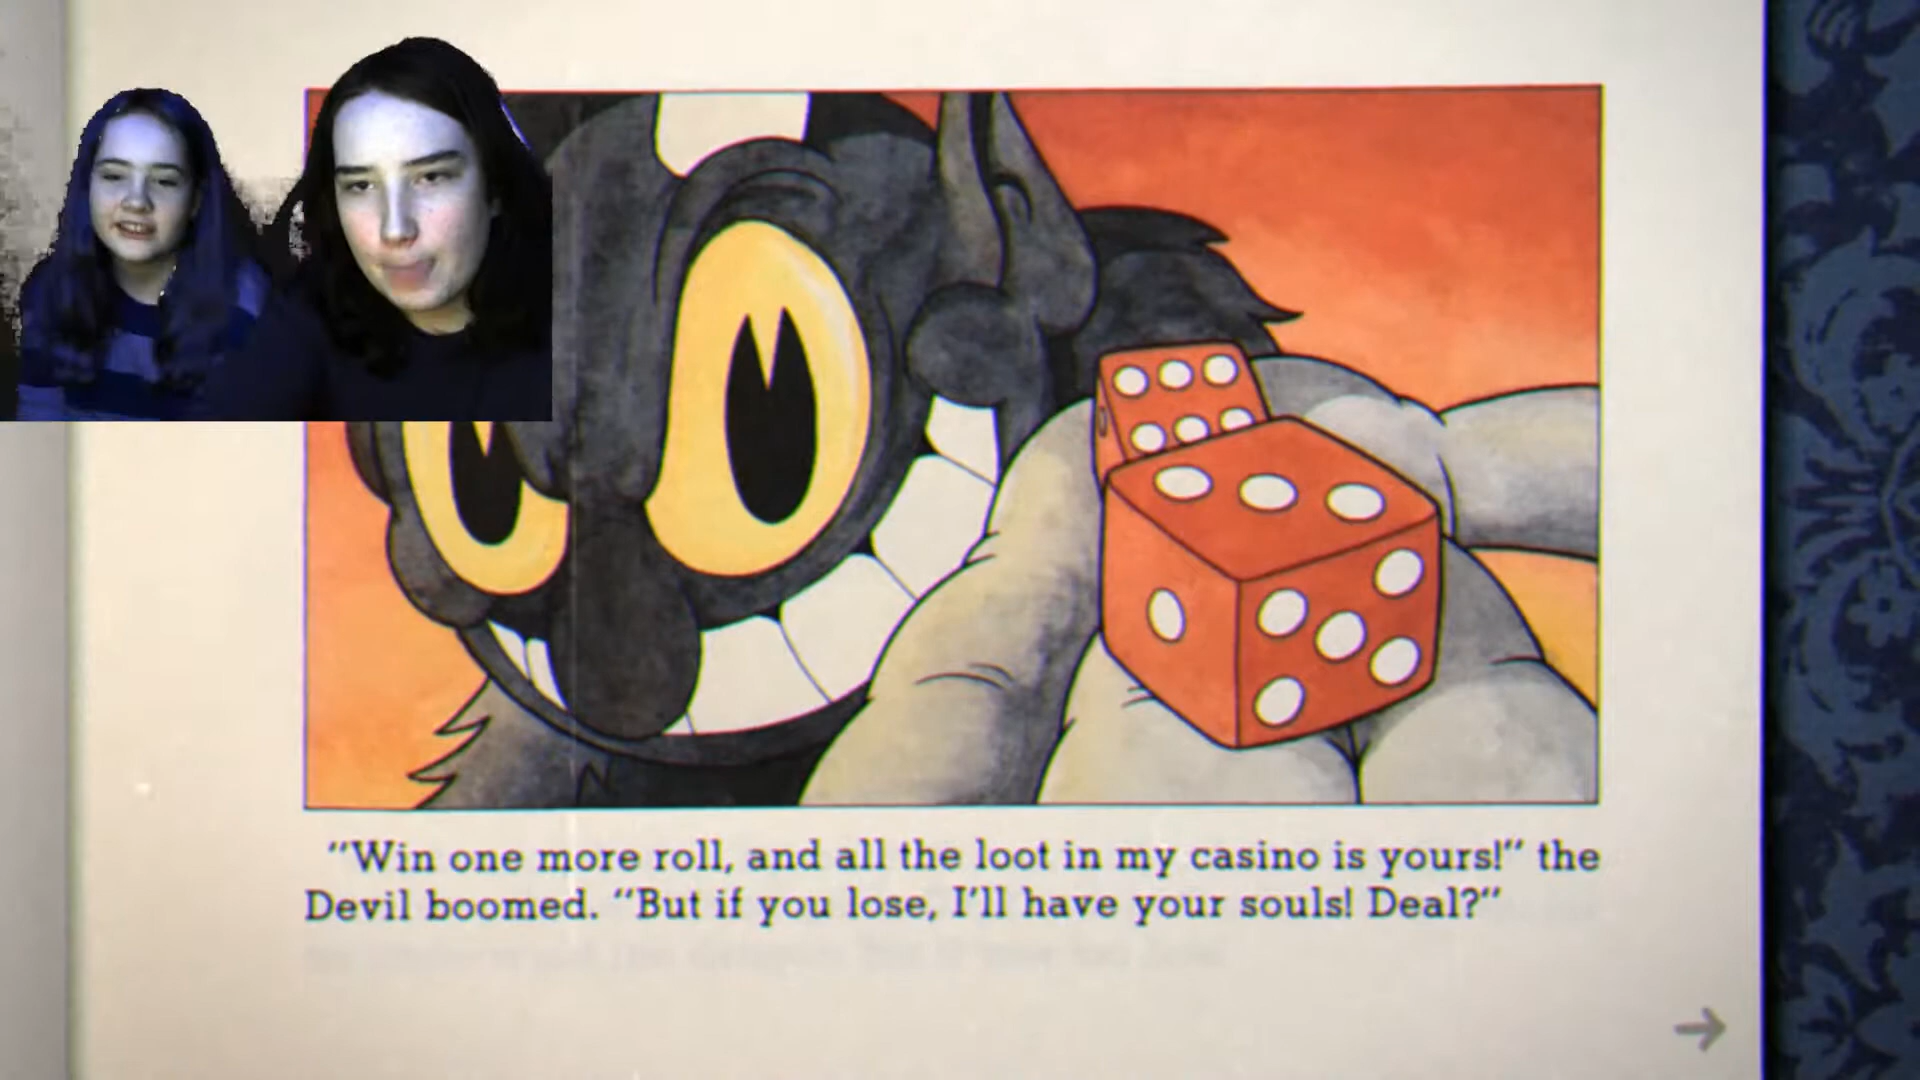 “Win one more roll, and all the loot in my casino is yours!” the
Devil boomed. “But if you lose, I’ll have your souls! Deal?”